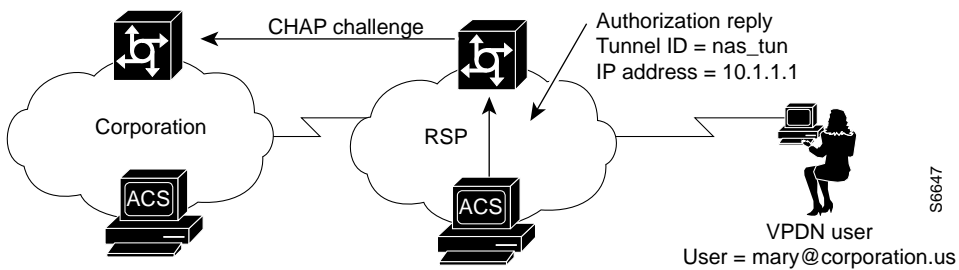 CHAP challenge
Authorization reply
Tunnel ID = nas_tun
IP address = 10.1.1.1
Corporation
RSP
ACS
ACS
S6647
VPDN user
User = mary@corporation.us